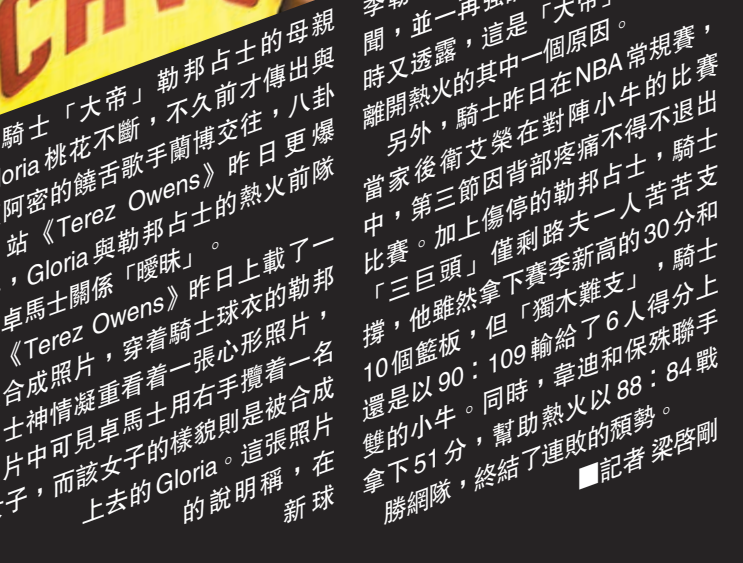 騎士「大帝」勒邦占士的母親
loria桃花不斷，不久前才傳出與
阿密的饒舌歌手蘭博交往，八卦
站《Terez Owens》昨日更爆
，Gloria與勒邦占士的熱火前隊
卓馬士關係「曖昧」。
《Terez Owens》昨日上載了一
合成照片，穿着騎士球衣的勒邦
士神情凝重看着一張心形照片，
片中可見卓馬士用右手攬着一名
子，而該女子的樣貌則是被合成
上去的Gloria。這張照片
的說明稱，在
新球
聞，並一再強
時又透露，這是「大帝」
離開熱火的其中一個原因。
另外，騎士昨日在NBA常規賽，
當家後衛艾榮在對陣小牛的比賽
中，第三節因背部疼痛不得不退出
比賽。加上傷停的勒邦占士，騎士
「三巨頭」僅剩路夫一人苦苦支
撐，他雖然拿下賽季新高的30分和
10個籃板，但「獨木難支」，騎士
還是以90：109輸給了6人得分上
雙的小牛。同時，韋迪和保殊聯手
拿下51分，幫助熱火以88：84戰
勝網隊，終結了連敗的頹勢。
■記者 梁啓剛